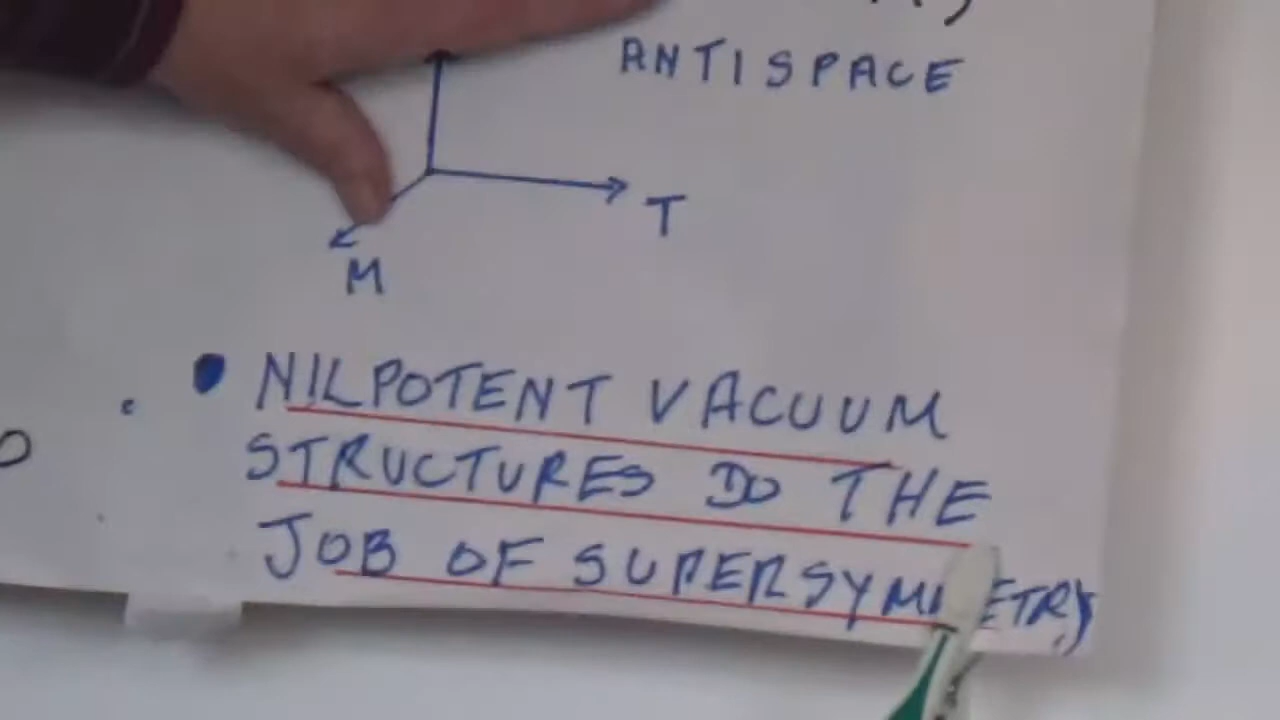 ANTISPACE
T
M
• NILPOTENT VACUUM
STRUCTURES DO THE
JOB OF SUPERSYMMETRY